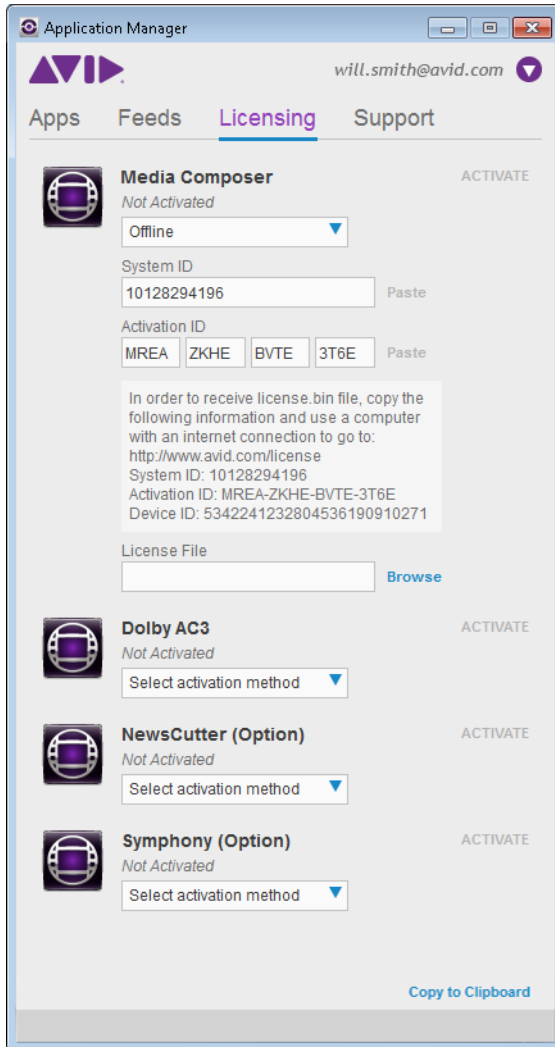 Application Manager
AVID
will.smith@avid.com
Apps Feeds Licensing Support
Media Composer ACTIVATE
Not Activated
Offline
System ID
10128294196 Paste
Activation ID
MREA ZKHE BVTE 3T6E Paste
In order to receive license.bin file, copy the
following information and use a computer
with an internet connection to go to:
http://www.avid.com/license
System ID: 10128294196
Activation ID: MREA-ZKHE-BVTE-3T6E
Device ID: 5342241232804536190910271
License File
Browse
Dolby AC3 ACTIVATE
Not Activated
Select activation method
NewsCutter (Option) ACTIVATE
Not Activated
Select activation method
Symphony (Option) ACTIVATE
Not Activated
Select activation method
Copy to Clipboard